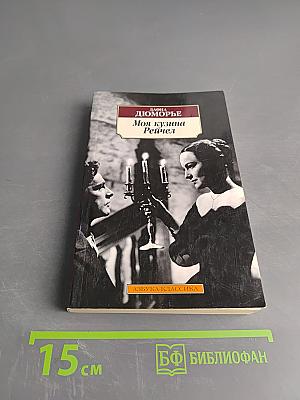 ДАФНА
ДЮМОРЬЕ
Моя кузина
Рейчел
АЗБУКА-КЛАССИКА
15 см
БФ БИБЛИОФАН